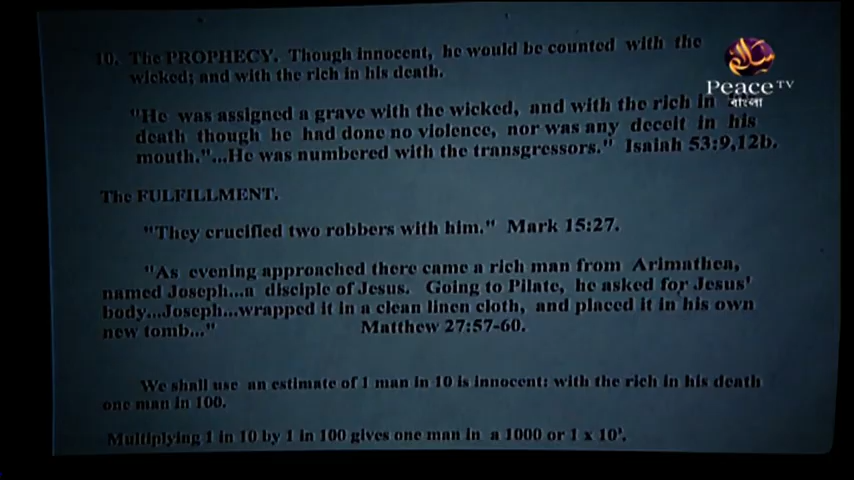 10. The PROPHECY. Though innocent, he would be counted with the
wicked; and with the rich in his death.
"He was assigned a grave with the wicked, and with the rich in
death though he had done no violence, nor was any deceit in his
mouth."...He was numbered with the transgressors." Isaiah 53:9,12b.
The FULFILLMENT.
"They crucified two robbers with him." Mark 15:27.
"As evening approached there came a rich man from Arimathea,
named Joseph...a disciple of Jesus. Going to Pilate, he asked for Jesus'
body...Joseph...wrapped it in a clean linen cloth, and placed it in his own
new tomb..." Matthew 27:57-60.
We shall use an estimate of 1 man in 10 is innocent: with the rich in his death
one man in 100.
Multiplying 1 in 10 by 1 in 100 gives one man in a 1000 or 1 x 10³.
Peace TV
বাংলা